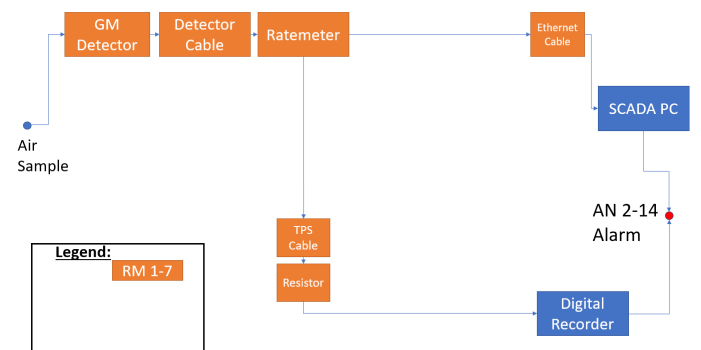 GM
Detector
Detector
Cable
Ratemeter
Ethernet
Cable
SCADA PC
Air
Sample
AN 2-14
Alarm
TPS
Cable
Legend:
RM 1-7
Resistor
Digital
Recorder